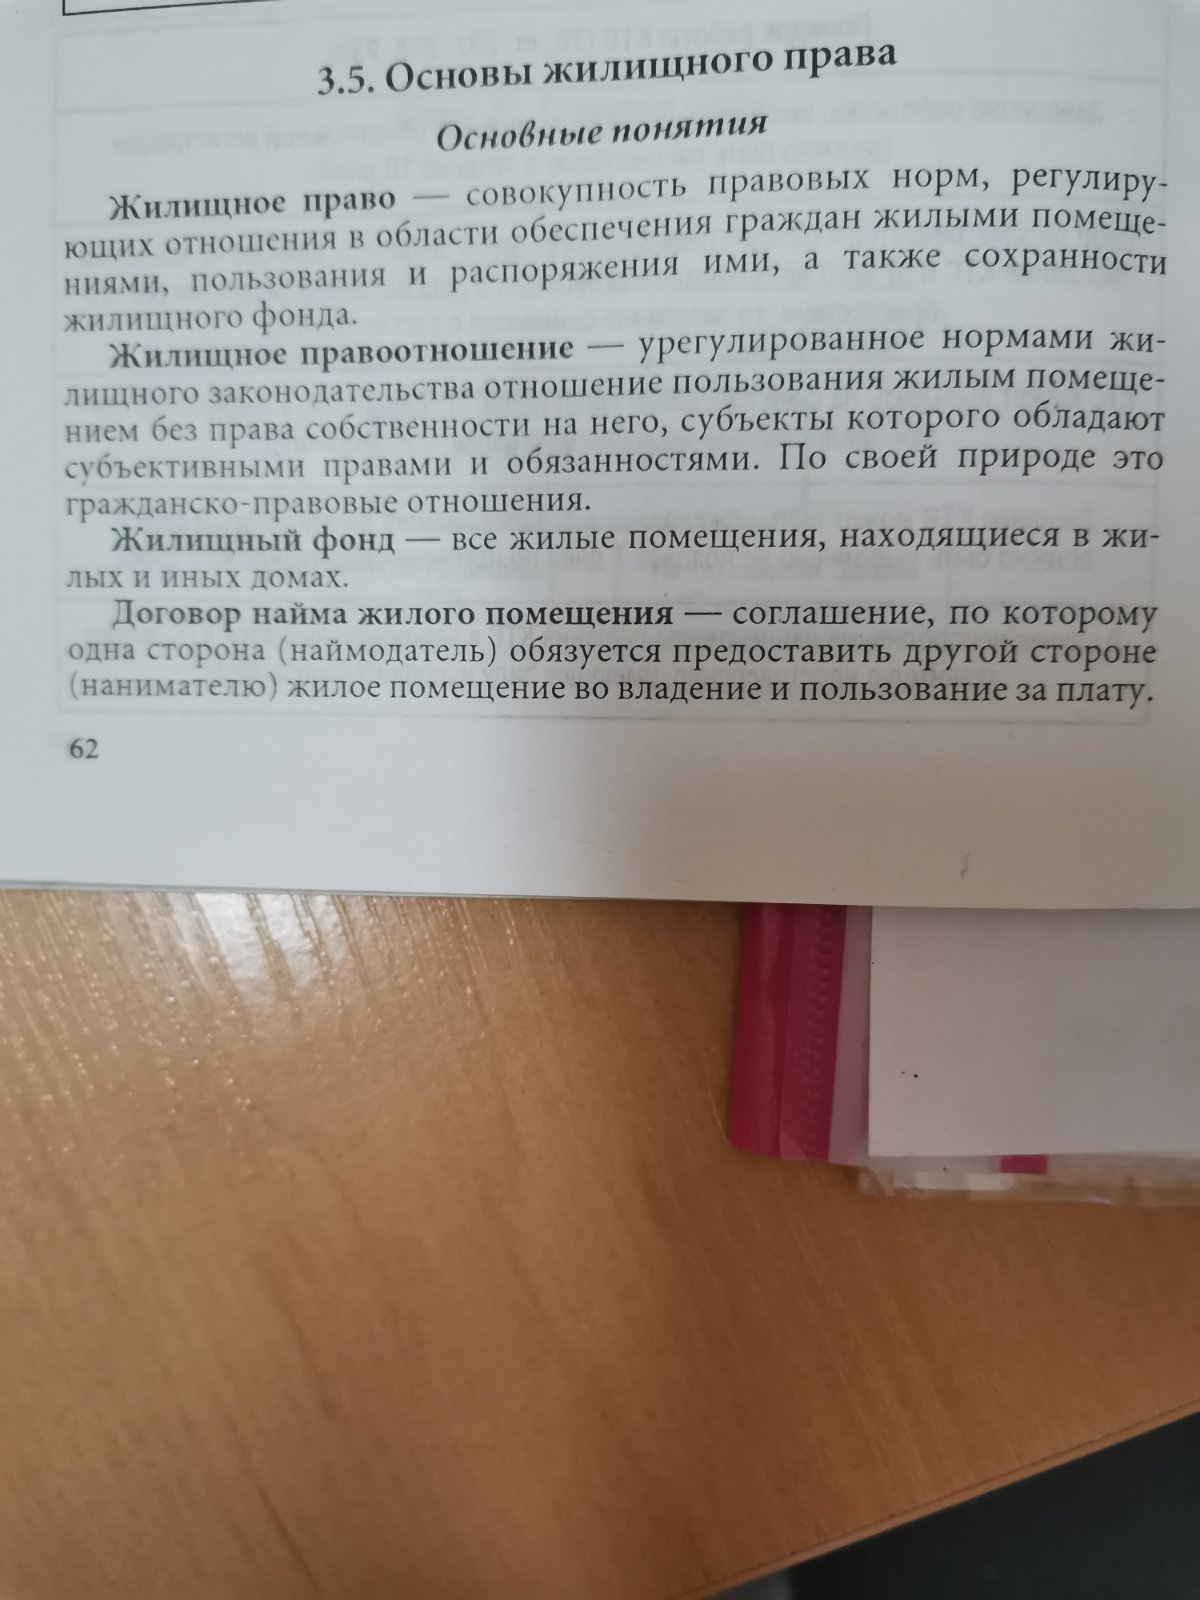 3.5. Основы жилищного права
Основные понятия
Жилищное право — совокупность правовых норм, регулиру-
ющих отношения в области обеспечения граждан жилыми помеще-
ниями, пользования и распоряжения ими, а также сохранности
жилищного фонда.
Жилищное правоотношение — урегулированное нормами жи-
лищного законодательства отношение пользования жилым помеще-
нием без права собственности на него, субъекты которого обладают
субъективными правами и обязанностями. По своей природе это
гражданско-правовые отношения.
Жилищный фонд — все жилые помещения, находящиеся в жи-
лых и иных домах.
Договор найма жилого помещения — соглашение, по которому
одна сторона (наймодатель) обязуется предоставить другой стороне
(нанимателю) жилое помещение во владение и пользование за плату.
62